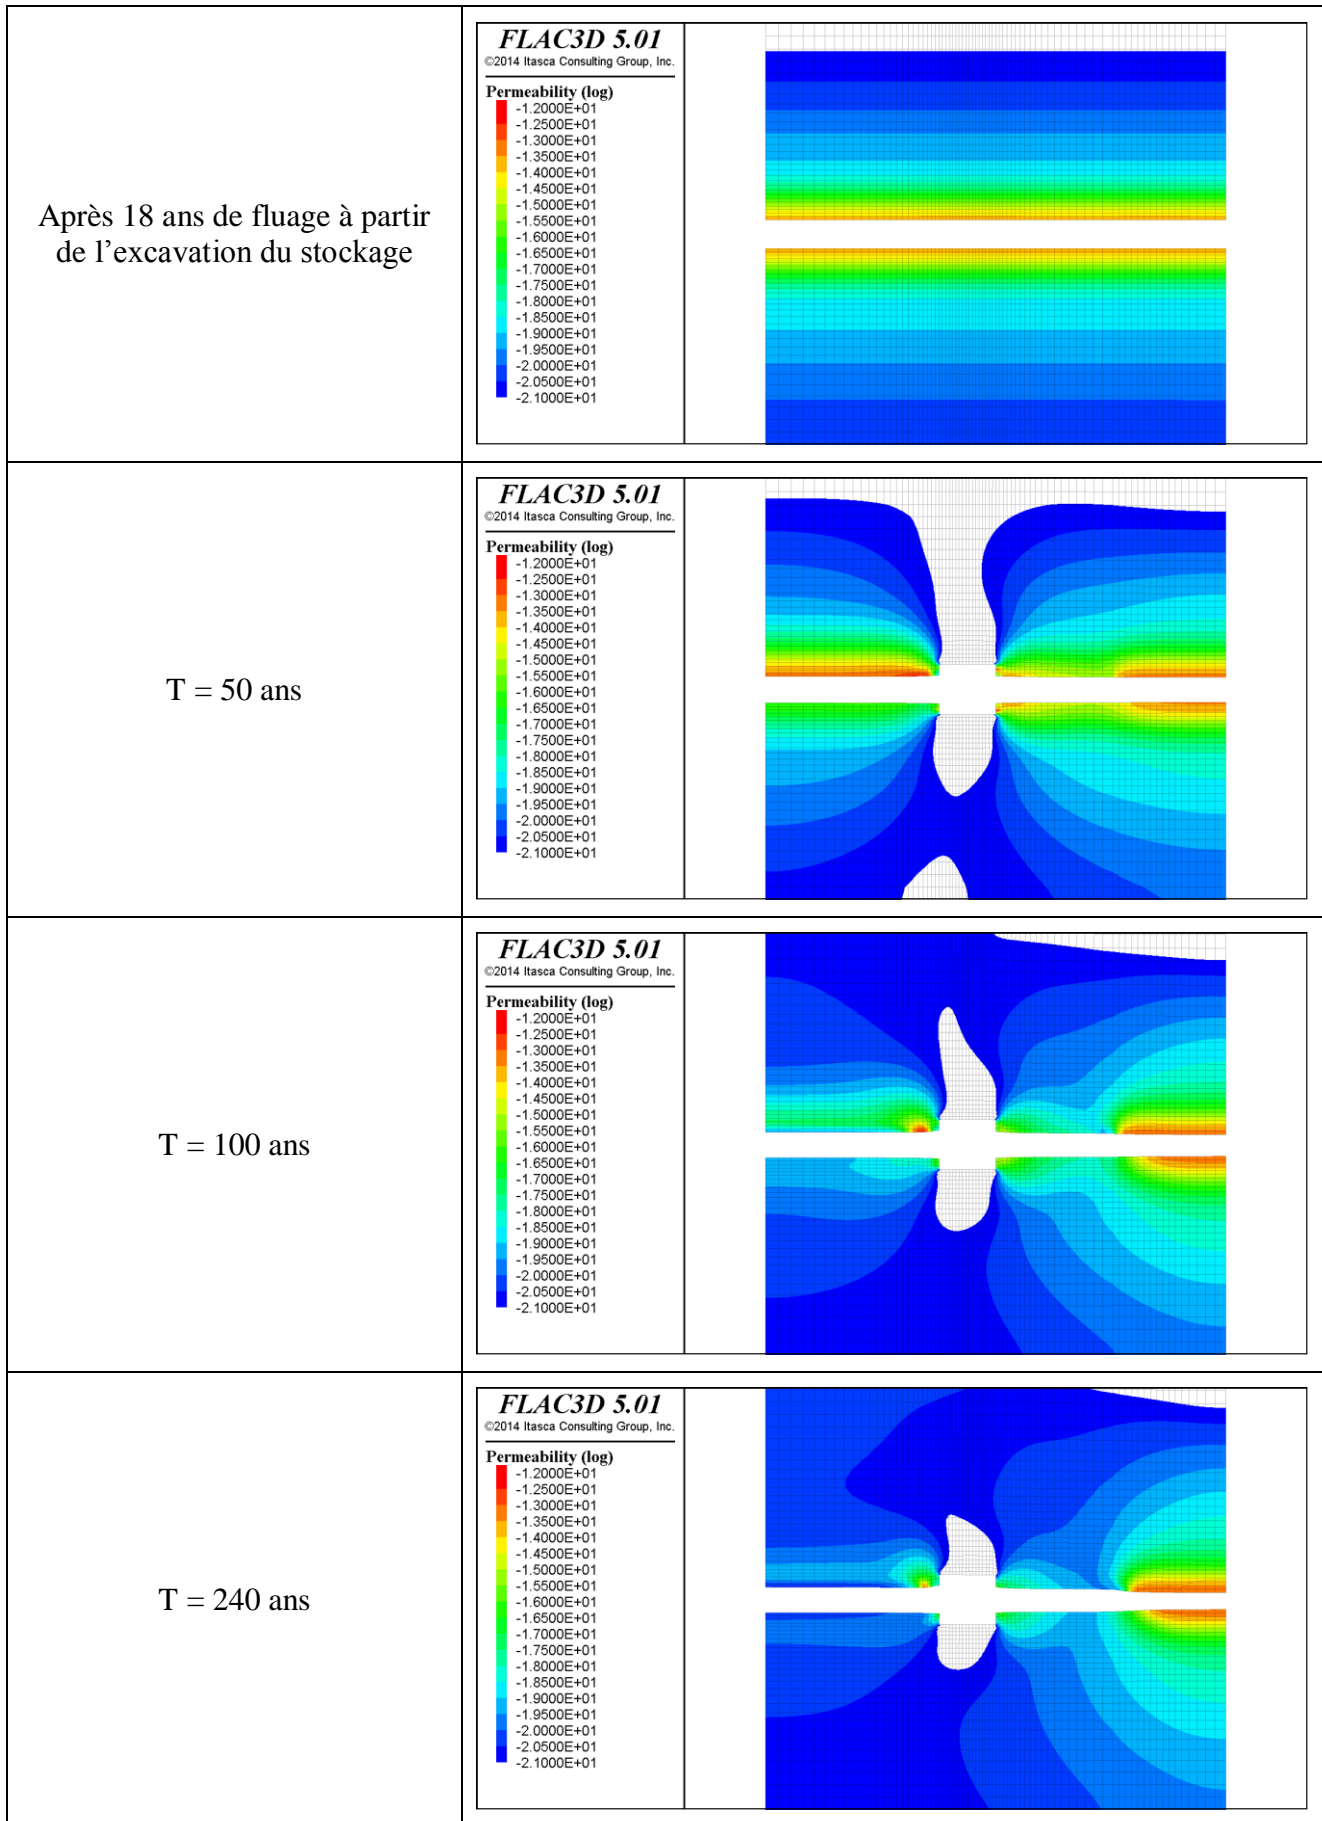 Après 18 ans de fluage à partir
de l'excavation du stockage
FLAC3D 5.01
©2014 Itasca Consulting Group, Inc.
Permeability (log)
-1.2000E+01
-1.2500E+01
-1.3000E+01
-1.3500E+01
-1.4000E+01
-1.4500E+01
-1.5000E+01
-1.5500E+01
-1.6000E+01
-1.6500E+01
-1.7000E+01
-1.7500E+01
-1.8000E+01
-1.8500E+01
-1.9000E+01
-1.9500E+01
-2.0000E+01
-2.0500E+01
-2.1000E+01
T = 50 ans
FLAC3D 5.01
©2014 Itasca Consulting Group, Inc.
Permeability (log)
-1.2000E+01
-1.2500E+01
-1.3000E+01
-1.3500E+01
-1.4000E+01
-1.4500E+01
-1.5000E+01
-1.5500E+01
-1.6000E+01
-1.6500E+01
-1.7000E+01
-1.7500E+01
-1.8000E+01
-1.8500E+01
-1.9000E+01
-1.9500E+01
-2.0000E+01
-2.0500E+01
-2.1000E+01
T = 100 ans
FLAC3D 5.01
©2014 Itasca Consulting Group, Inc.
Permeability (log)
-1.2000E+01
-1.2500E+01
-1.3000E+01
-1.3500E+01
-1.4000E+01
-1.4500E+01
-1.5000E+01
-1.5500E+01
-1.6000E+01
-1.6500E+01
-1.7000E+01
-1.7500E+01
-1.8000E+01
-1.8500E+01
-1.9000E+01
-1.9500E+01
-2.0000E+01
-2.0500E+01
-2.1000E+01
T = 240 ans
FLAC3D 5.01
©2014 Itasca Consulting Group, Inc.
Permeability (log)
-1.2000E+01
-1.2500E+01
-1.3000E+01
-1.3500E+01
-1.4000E+01
-1.4500E+01
-1.5000E+01
-1.5500E+01
-1.6000E+01
-1.6500E+01
-1.7000E+01
-1.7500E+01
-1.8000E+01
-1.8500E+01
-1.9000E+01
-1.9500E+01
-2.0000E+01
-2.0500E+01
-2.1000E+01